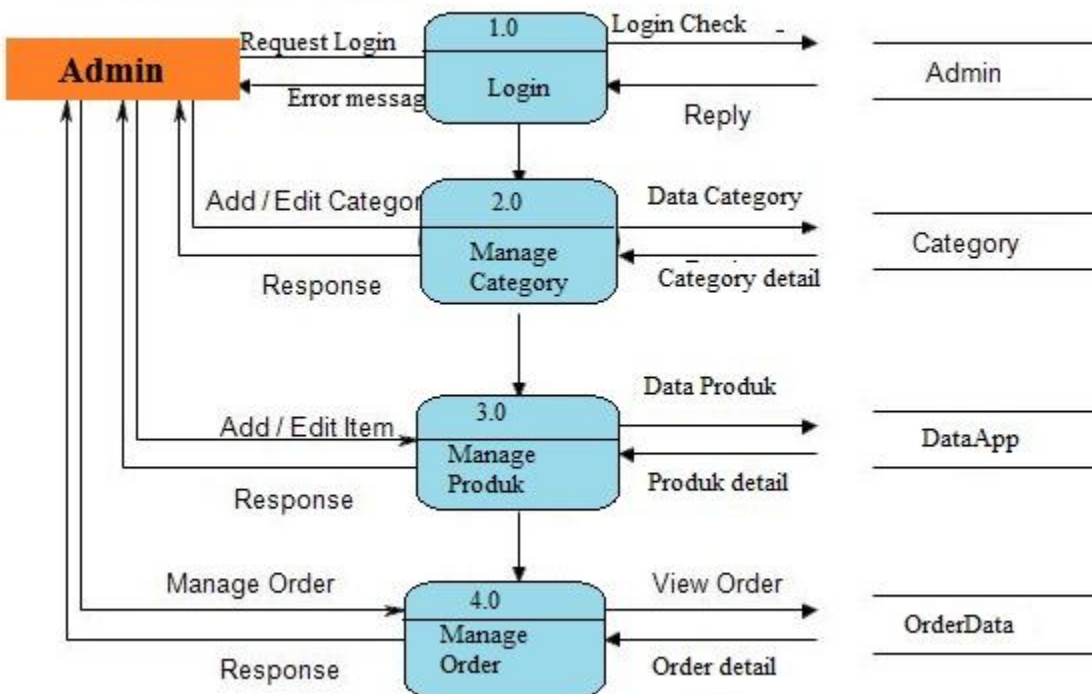 Admin
Request Login
Error messag
1.0
Login
Login Check
Reply
Admin
Add / Edit Categor
Response
2.0
Manage
Category
Data Category
Category detail
Category
Add / Edit Item
Response
3.0
Manage
Produk
Data Produk
Produk detail
DataApp
Manage Order
Response
4.0
Manage
Order
View Order
Order detail
OrderData